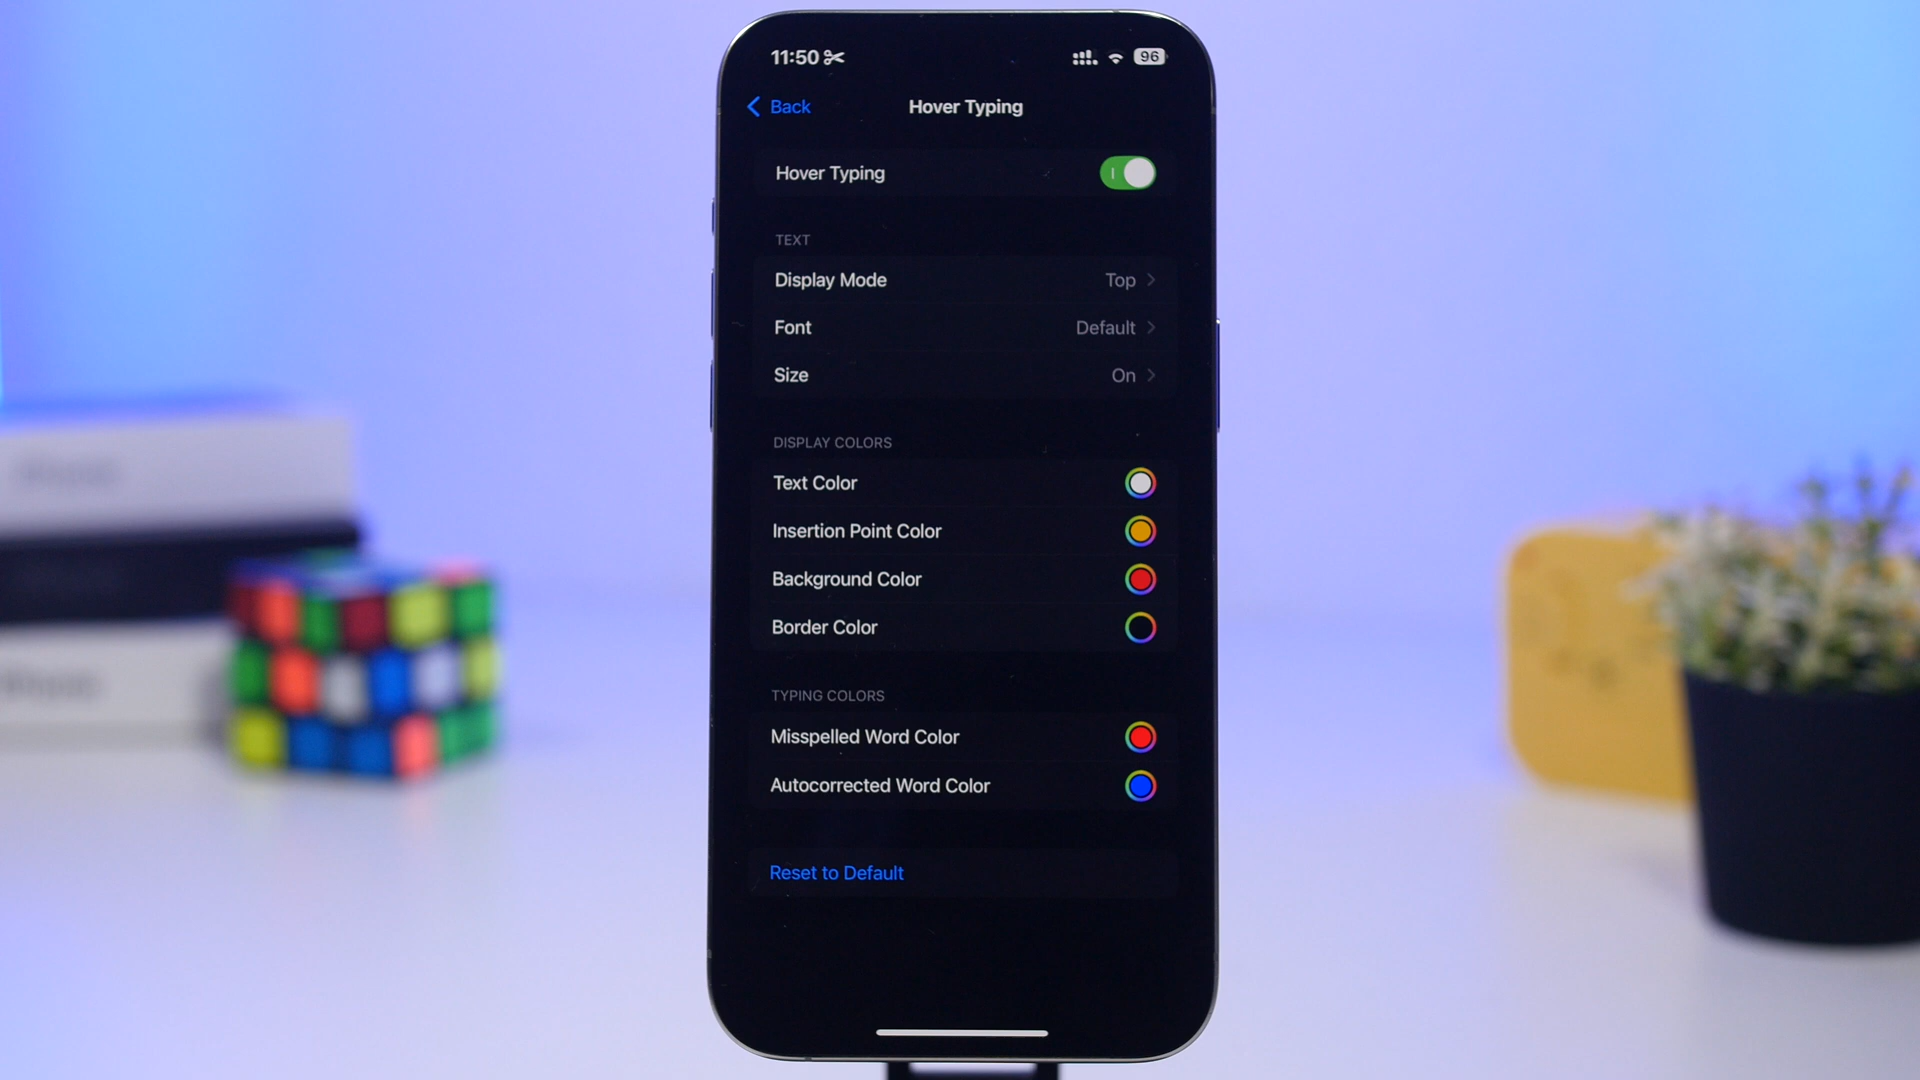 11:50
96
Back
Hover Typing
Hover Typing
TEXT
Display Mode
Top
Font
Default
Size
On
DISPLAY COLORS
Text Color
Insertion Point Color
Background Color
Border Color
TYPING COLORS
Misspelled Word Color
Autocorrected Word Color
Reset to Default